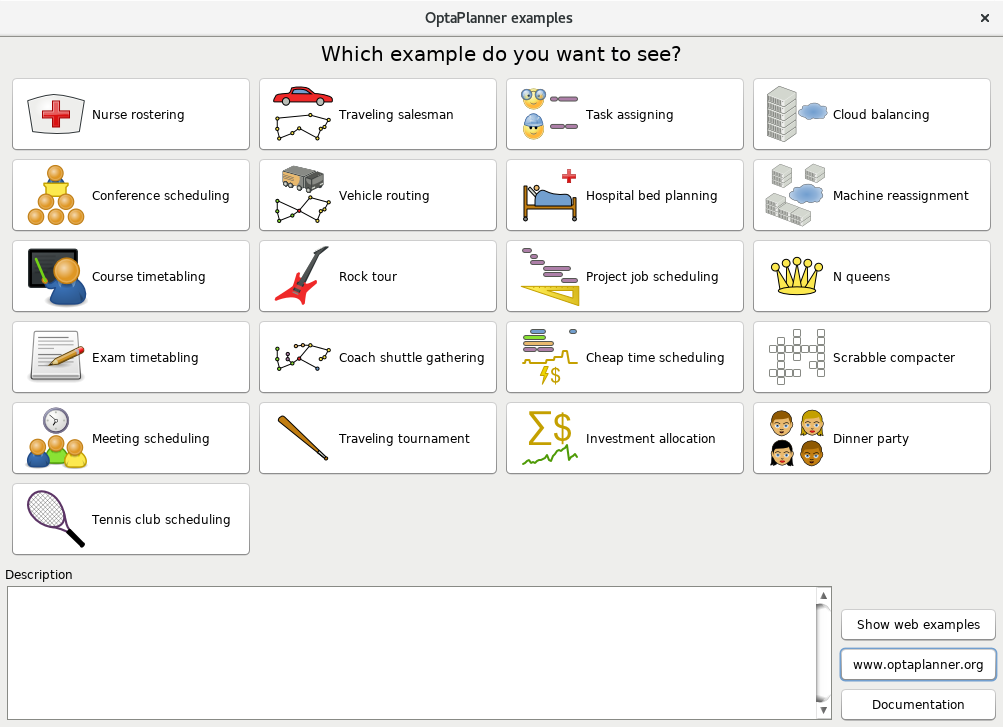 OptaPlanner examples
Which example do you want to see?
Nurse rostering
Traveling salesman
Task assigning
Cloud balancing
Conference scheduling
Vehicle routing
Hospital bed planning
Machine reassignment
Course timetabling
Rock tour
Project job scheduling
N queens
Exam timetabling
Coach shuttle gathering
Cheap time scheduling
Scrabble compacter
Meeting scheduling
Traveling tournament
Investment allocation
Dinner party
Tennis club scheduling
Description
Show web examples
www.optaplanner.org
Documentation